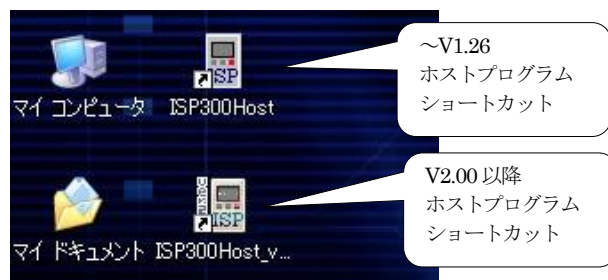 ～V1.26
ホストプログラム
ショートカット
ISP
マイ コンピュータ ISP300Host
V2.00 以降
ホストプログラム
ショートカット
ISP
マイ ドキュメント ISP300Host_v...